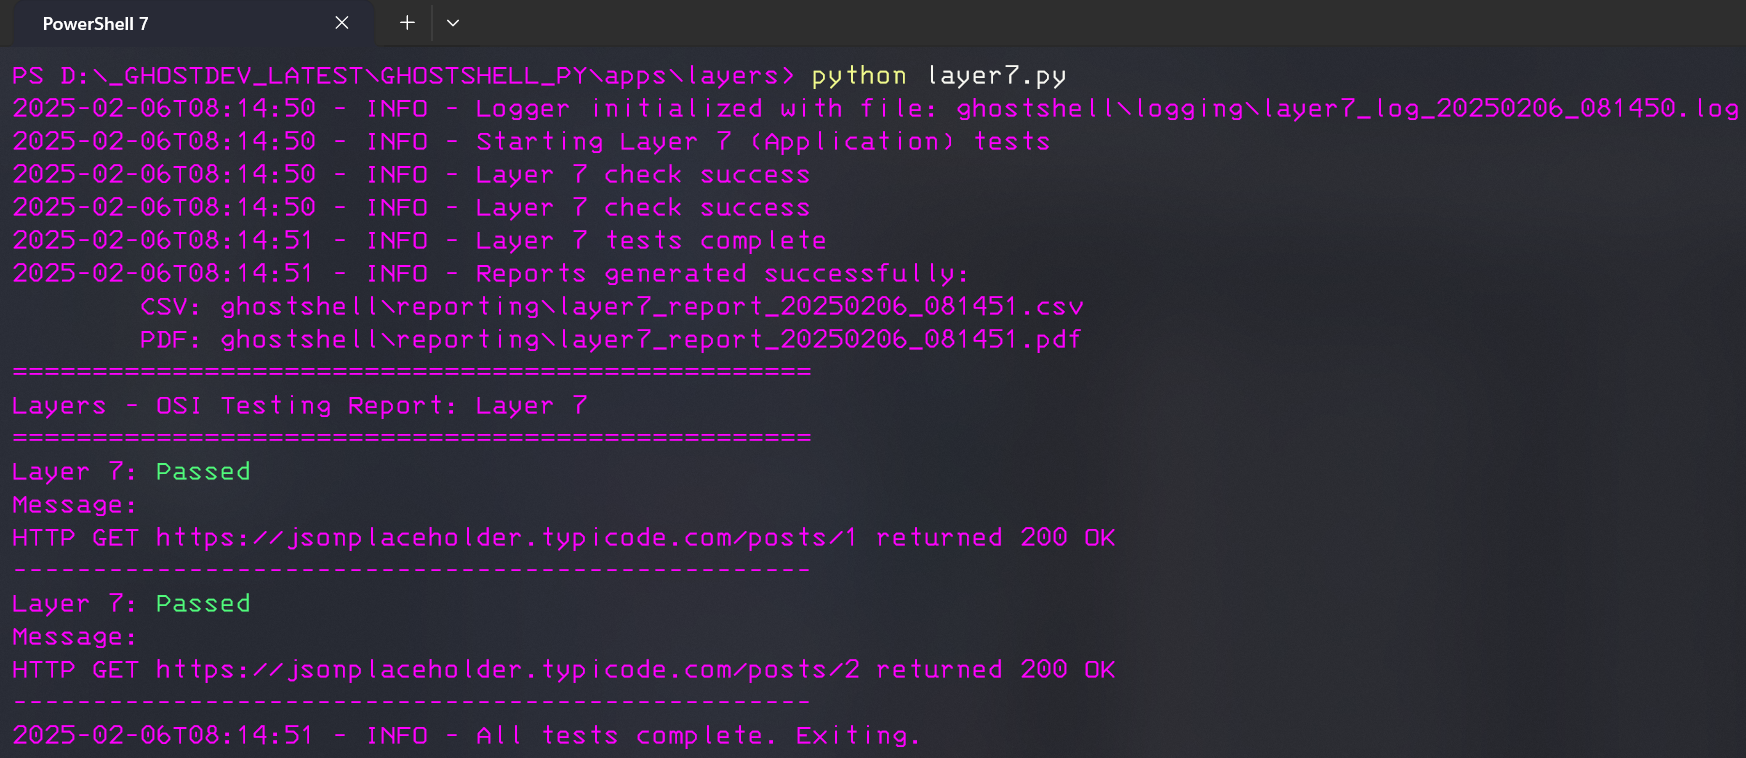 PowerShell 7
PS D:\_GHOSTDEV_LATEST\GHOSTSHELL_PY\apps\layers> python layer7.py
2025-02-06T08:14:50 - INFO - Logger initialized with file: ghostshell\logging\layer7_log_20250206_081450.log
2025-02-06T08:14:50 - INFO - Starting Layer 7 (Application) tests
2025-02-06T08:14:50 - INFO - Layer 7 check success
2025-02-06T08:14:50 - INFO - Layer 7 check success
2025-02-06T08:14:51 - INFO - Layer 7 tests complete
2025-02-06T08:14:51 - INFO - Reports generated successfully:
        CSV: ghostshell\reporting\layer7_report_20250206_081451.csv
        PDF: ghostshell\reporting\layer7_report_20250206_081451.pdf
==================================================
Layers - OSI Testing Report: Layer 7
==================================================
Layer 7: Passed
Message:
HTTP GET https://jsonplaceholder.typicode.com/posts/1 returned 200 OK
--------------------------------------------------
Layer 7: Passed
Message:
HTTP GET https://jsonplaceholder.typicode.com/posts/2 returned 200 OK
--------------------------------------------------
2025-02-06T08:14:51 - INFO - All tests complete. Exiting.